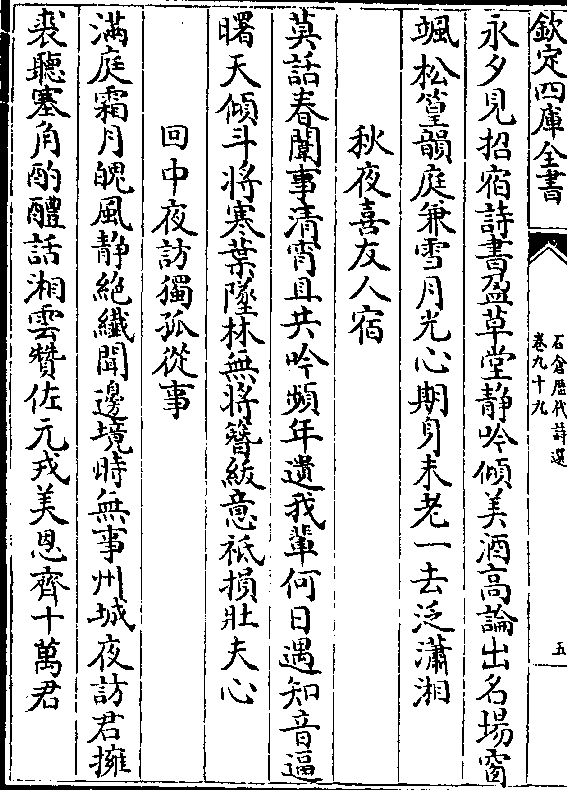 欽定四庫全書
石倉歴代詩選
卷九十九
五
永夕見招宿詩書盈草堂静吟傾美酒高論出名場窗
颯松篁韻庭兼雪月光心期身未老一去泛瀟湘
秋夜喜友人宿
莫話春闈事清宵且共吟頻年遺我輩何日遇知音逼
曙天傾斗將寒葉墜林無將簪紱意祗損壯夫心
回中夜訪獨孤從事
滿庭霜月魄風静絶纎聞邊境時無事州城夜訪君擁
裘聽塞角酌醴話湘雲贊佐元戎美恩齊十萬君